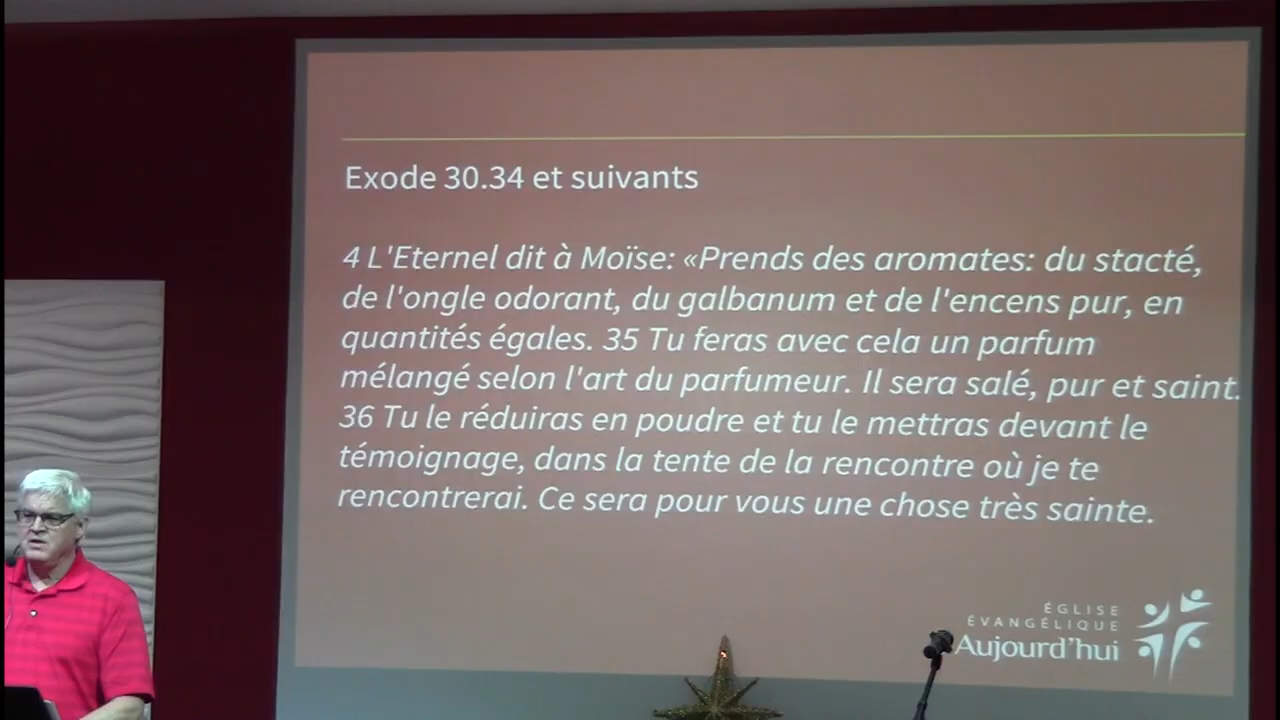 Exode 30.34 et suivants
4 L'Eternel dit à Moïse: «Prends des aromates: du stacté,
de l'ongle odorant, du galbanum et de l'encens pur, en
quantités égales. 35 Tu feras avec cela un parfum
mélangé selon l'art du parfumeur. Il sera salé, pur et saint.
36 Tu le réduiras en poudre et tu le mettras devant le
témoignage, dans la tente de la rencontre où je te
rencontrerai. Ce sera pour vous une chose très sainte.
ÉGLISE
ÉVANGÉLIQUE
Aujourd'hui